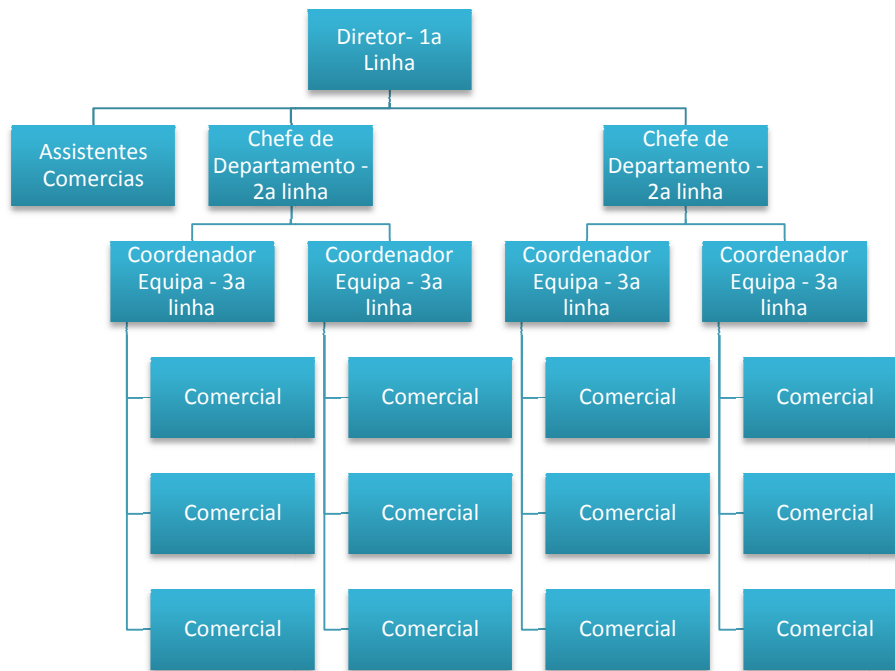 Diretor- 1a
Linha
Assistentes
Comercias
Chefe de
Departamento -
2a linha
Chefe de
Departamento -
2a linha
Coordenador
Equipa - 3a
linha
Coordenador
Equipa - 3a
linha
Coordenador
Equipa - 3a
linha
Coordenador
Equipa - 3a
linha
Comercial
Comercial
Comercial
Comercial
Comercial
Comercial
Comercial
Comercial
Comercial
Comercial
Comercial
Comercial